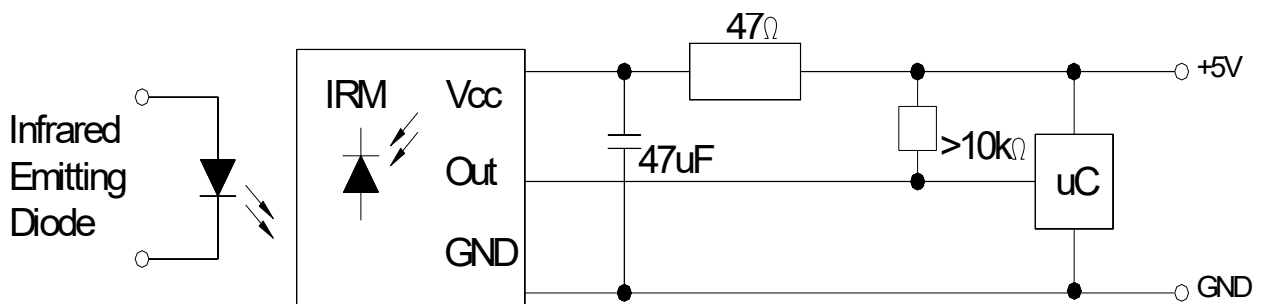 47Ω
+5V
IRM
Vcc
Infrared
Emitting
Diode
>10kΩ
47uF
Out
uC
GND
GND